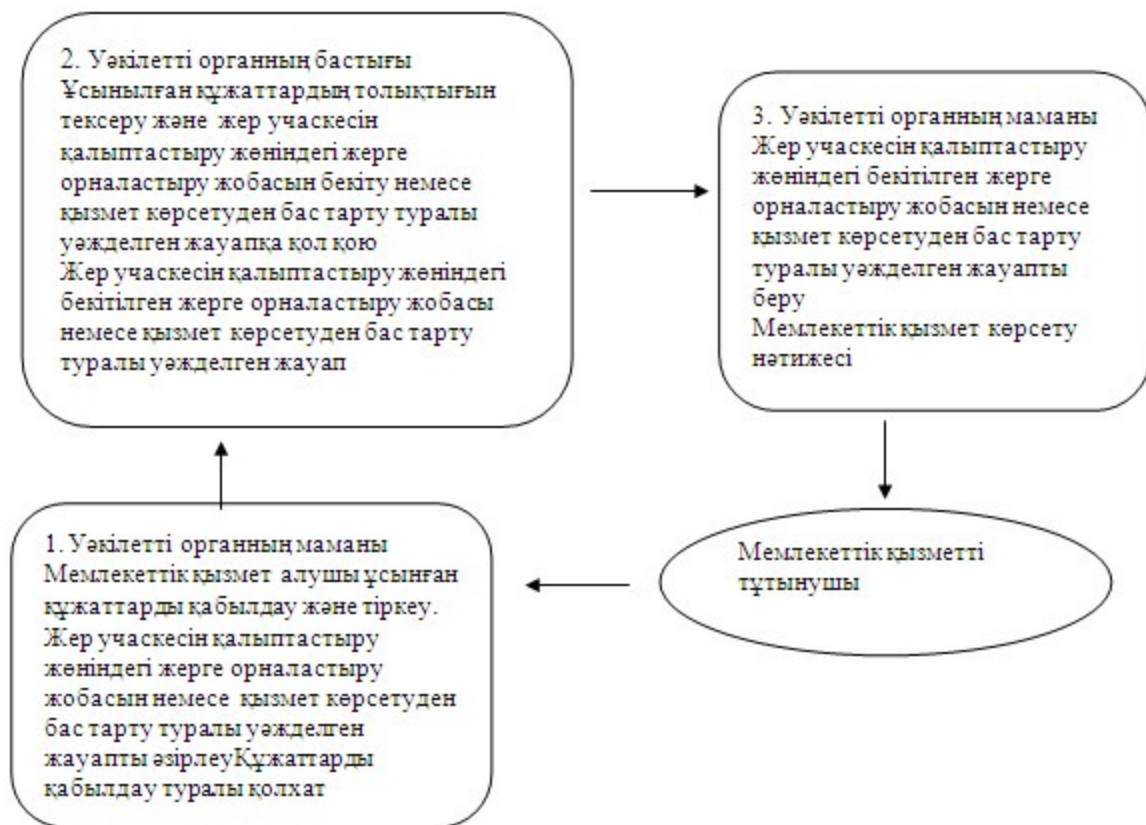 2. Уәкілетті органның бастығы
Ұсынылған құжаттардың толықтығын
тексеру және жер учаскесін
қалыптастыру жөніндегі жерге
орналастыру жобасын бекіту немесе
қызмет көрсетуден бас тарту туралы
уәжделген жауапқа қол қою
Жер учаскесін қалыптастыру жөніндегі
бекітілген жерге орналастыру жобасы
немесе қызмет көрсетуден бас тарту
туралы уәжделген жауап
3. Уәкілетті органның маманы
Жер учаскесін қалыптастыру
жөніндегі бекітілген жерге
орналастыру жобасын немесе
қызмет көрсетуден бас тарту
туралы уәжделген жауапты
беру
Мемлекеттік қызмет көрсету
нәтижесі
1. Уәкілетті органның маманы
Мемлекеттік қызмет алушы ұсынған
құжаттарды қабылдау және тіркеу.
Жер учаскесін қалыптастыру
жөніндегі жерге орналастыру
жобасын немесе қызмет көрсетуден
бас тарту туралы уәжделген
жауапты әзірлеуҚұжаттарды
қабылдау туралы қолхат
Мемлекеттік қызметті
тұтынушы